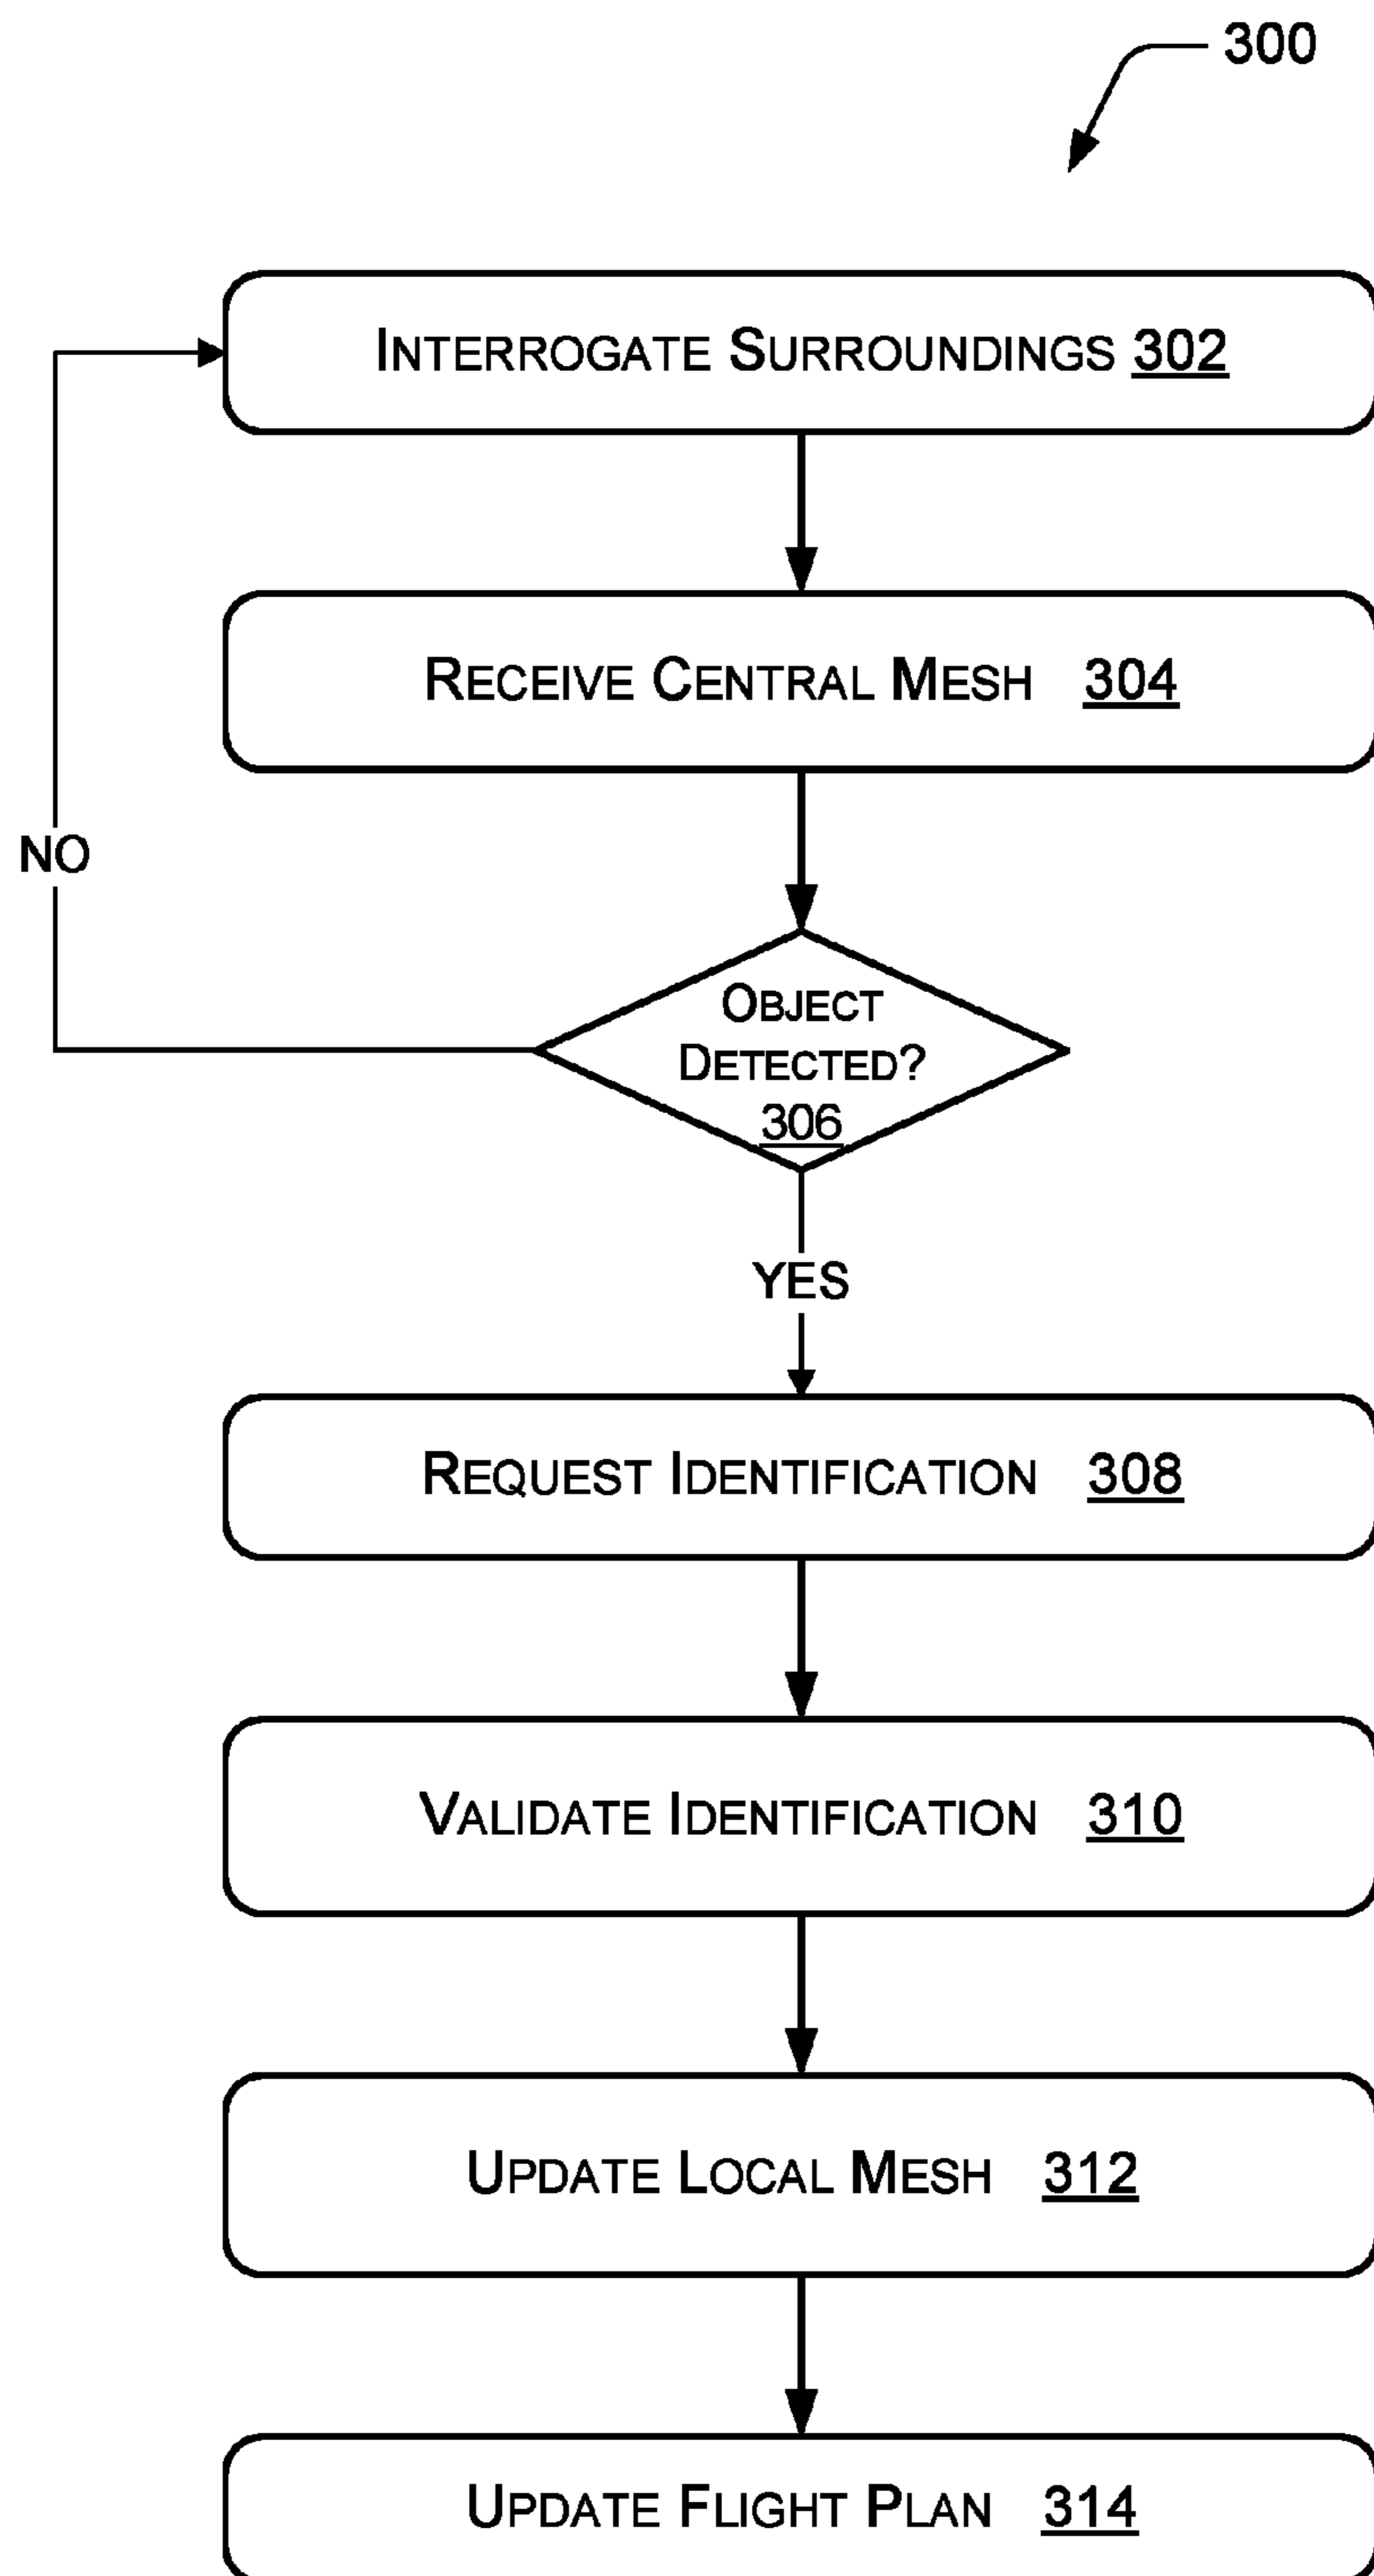 300
INTERROGATE SURROUNDINGS 302
RECEIVE CENTRAL MESH 304
NO
OBJECT
DETECTED?
306
YES
REQUEST IDENTIFICATION 308
VALIDATE IDENTIFICATION 310
UPDATE LOCAL MESH 312
UPDATE FLIGHT PLAN 314